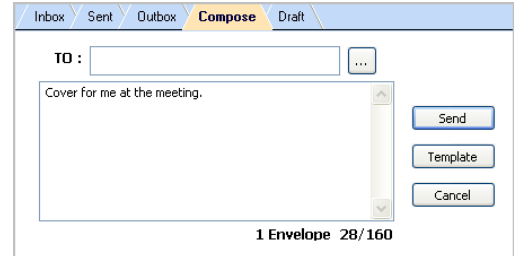 Inbox Sent Outbox Compose Draft
TO : ...
Cover for me at the meeting.
Send
Template
Cancel
1 Envelope 28/160